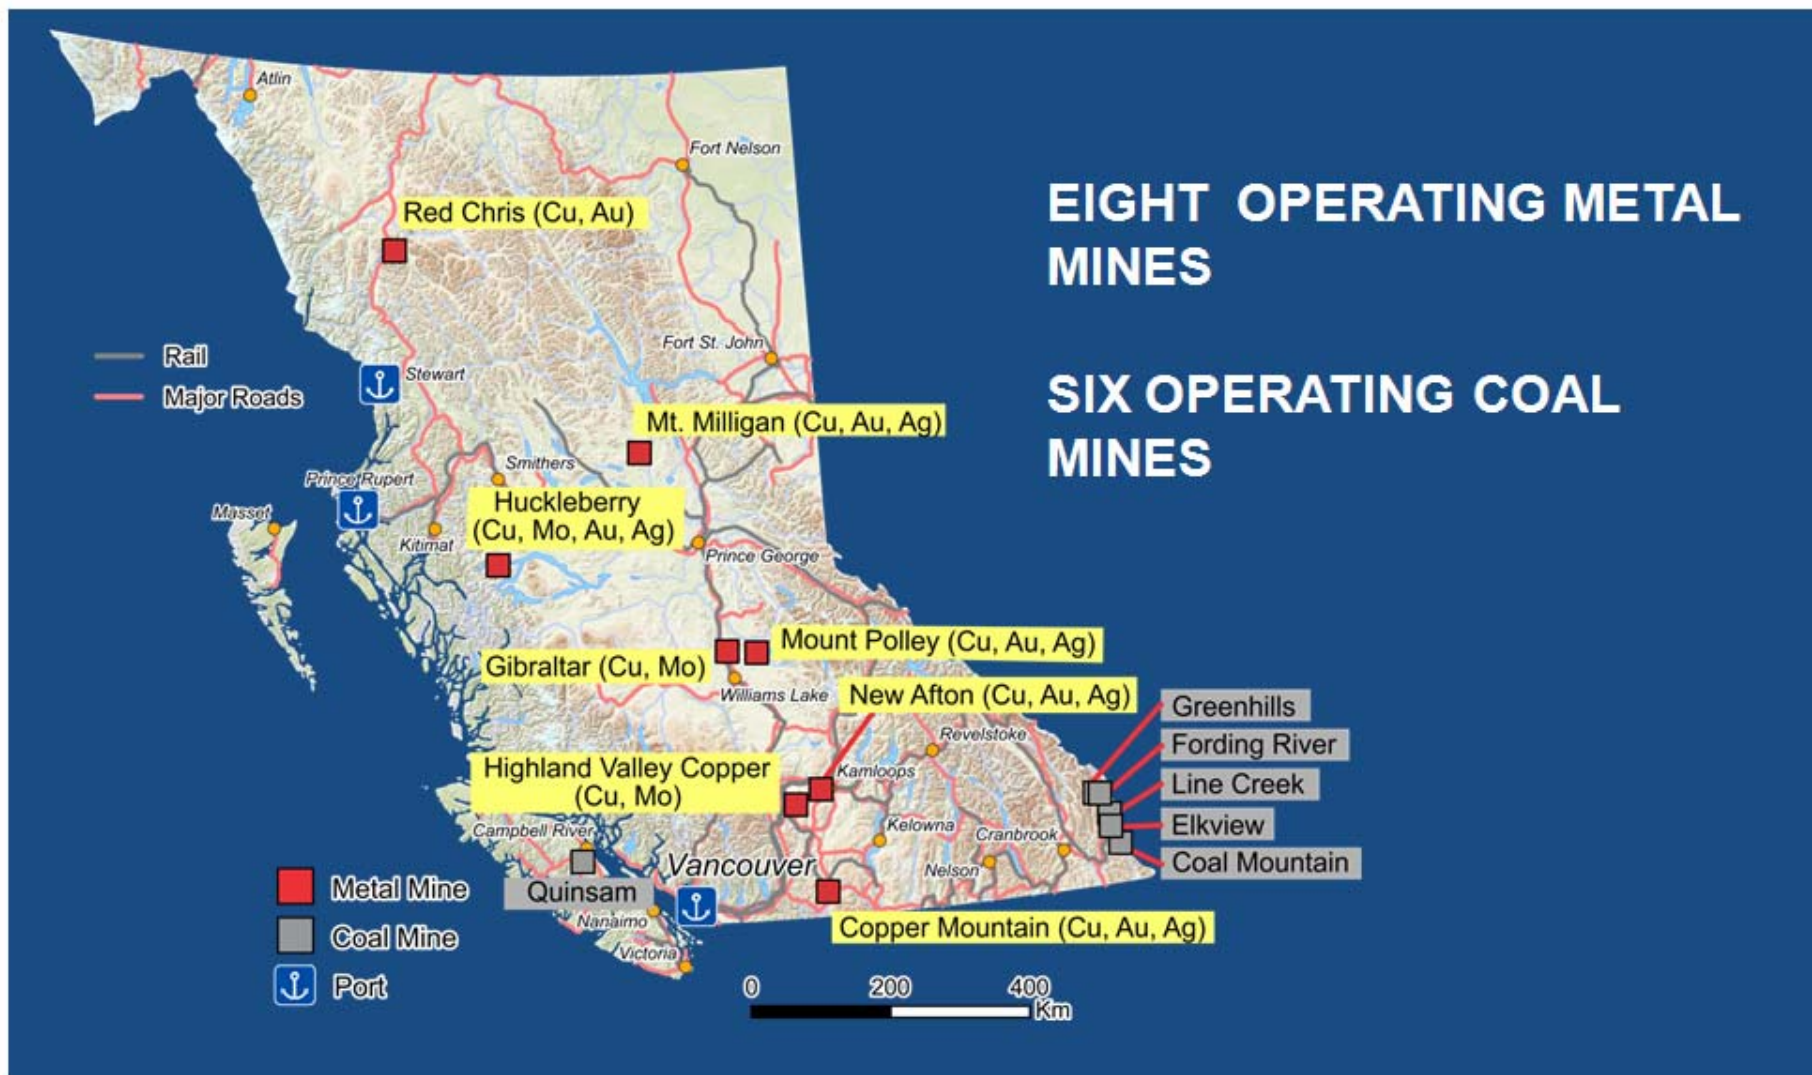 Atlin
Fort Nelson
Red Chris (Cu, Au)
EIGHT OPERATING METAL
MINES
Rail
Major Roads
Stewart
Fort St. John
SIX OPERATING COAL
MINES
Mt. Milligan (Cu, Au, Ag)
Smithers
Prince Rupert
Huckleberry
(Cu, Mo, Au, Ag)
Masset
Kitimat
Prince George
Mount Polley (Cu, Au, Ag)
Gibraltar (Cu, Mo)
Williams Lake
New Afton (Cu, Au, Ag)
Greenhills
Revelstoke
Fording River
Highland Valley Copper
(Cu, Mo)
Kamloops
Line Creek
Campbell River
Kelowna
Cranbrook
Elkview
Vancouver
Nelson
Coal Mountain
Metal Mine
Quinsam
Nanaimo
Copper Mountain (Cu, Au, Ag)
Coal Mine
Victoria
Port
0 200 400
Km